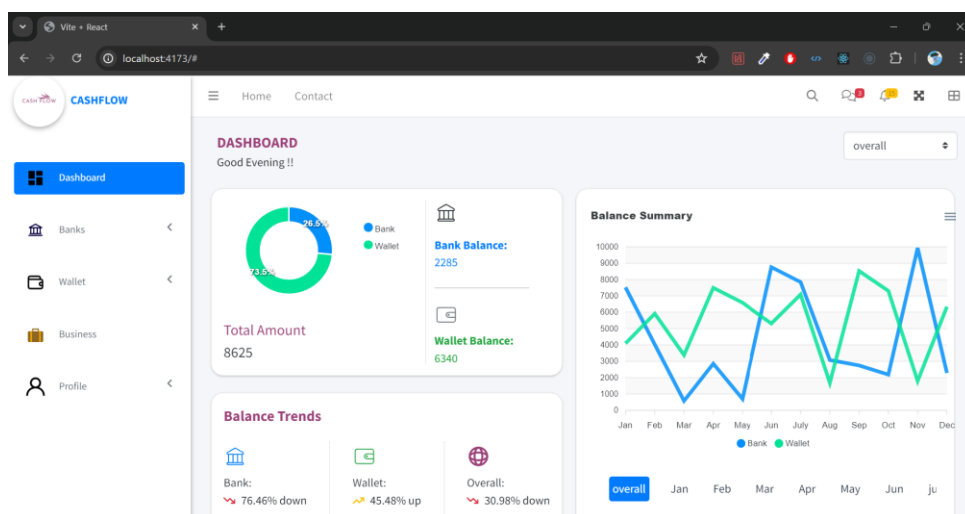 Vite + React
localhost:4173/#
CASH FLOW CASHFLOW
Home Contact
3
DASHBOARD
Good Evening !!
overall
Dashboard
Banks
Wallet
Business
Profile
26.5%
73.5%
Bank
Wallet
Total Amount
8625
Bank Balance:
2285
Wallet Balance:
6340
Balance Trends
Bank:
76.46% down
Wallet:
45.48% up
Overall:
30.98% down
Balance Summary
10000
9000
8000
7000
6000
5000
4000
3000
2000
1000
0
Jan Feb Mar Apr May Jun July Aug Sep Oct Nov Dec
Bank Wallet
overall Jan Feb Mar Apr May Jun ju